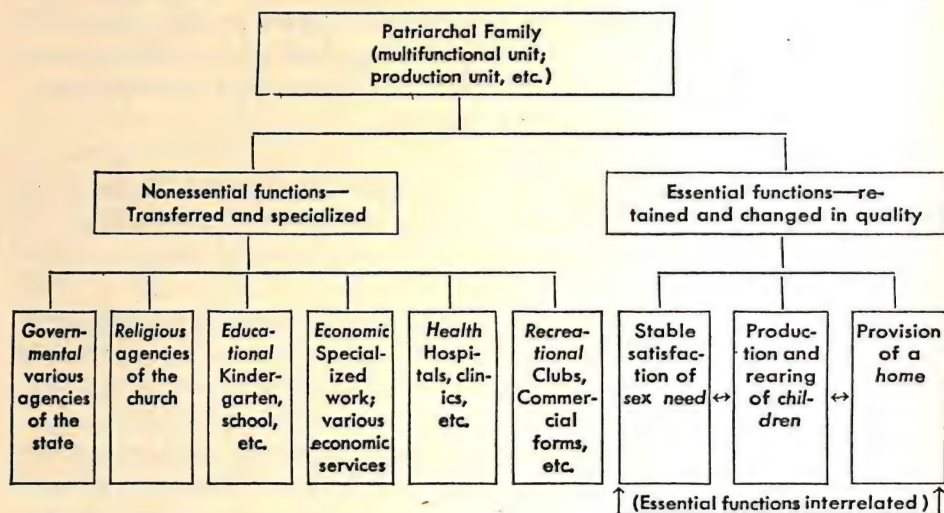 Patriarchal Family
(multifunctional unit;
production unit, etc.)
Nonessential functions—
Transferred and specialized
Essential functions—re-
tained and changed in quality
Govern-
mental
various
agencies
of the
state
Religious
agencies
of the
church
Educa-
tional
Kinder-
garten,
school,
etc.
Economic
Special-
ized
work;
various
economic
services
Health
Hospi-
tals, clin-
ics,
etc.
Recrea-
tional
Clubs,
Commer-
cial
forms,
etc.
Stable
satisfac-
tion of
sex need
Produc-
tion and
rearing
of chil-
dren
Provision
of a
home
(Essential functions interrelated)